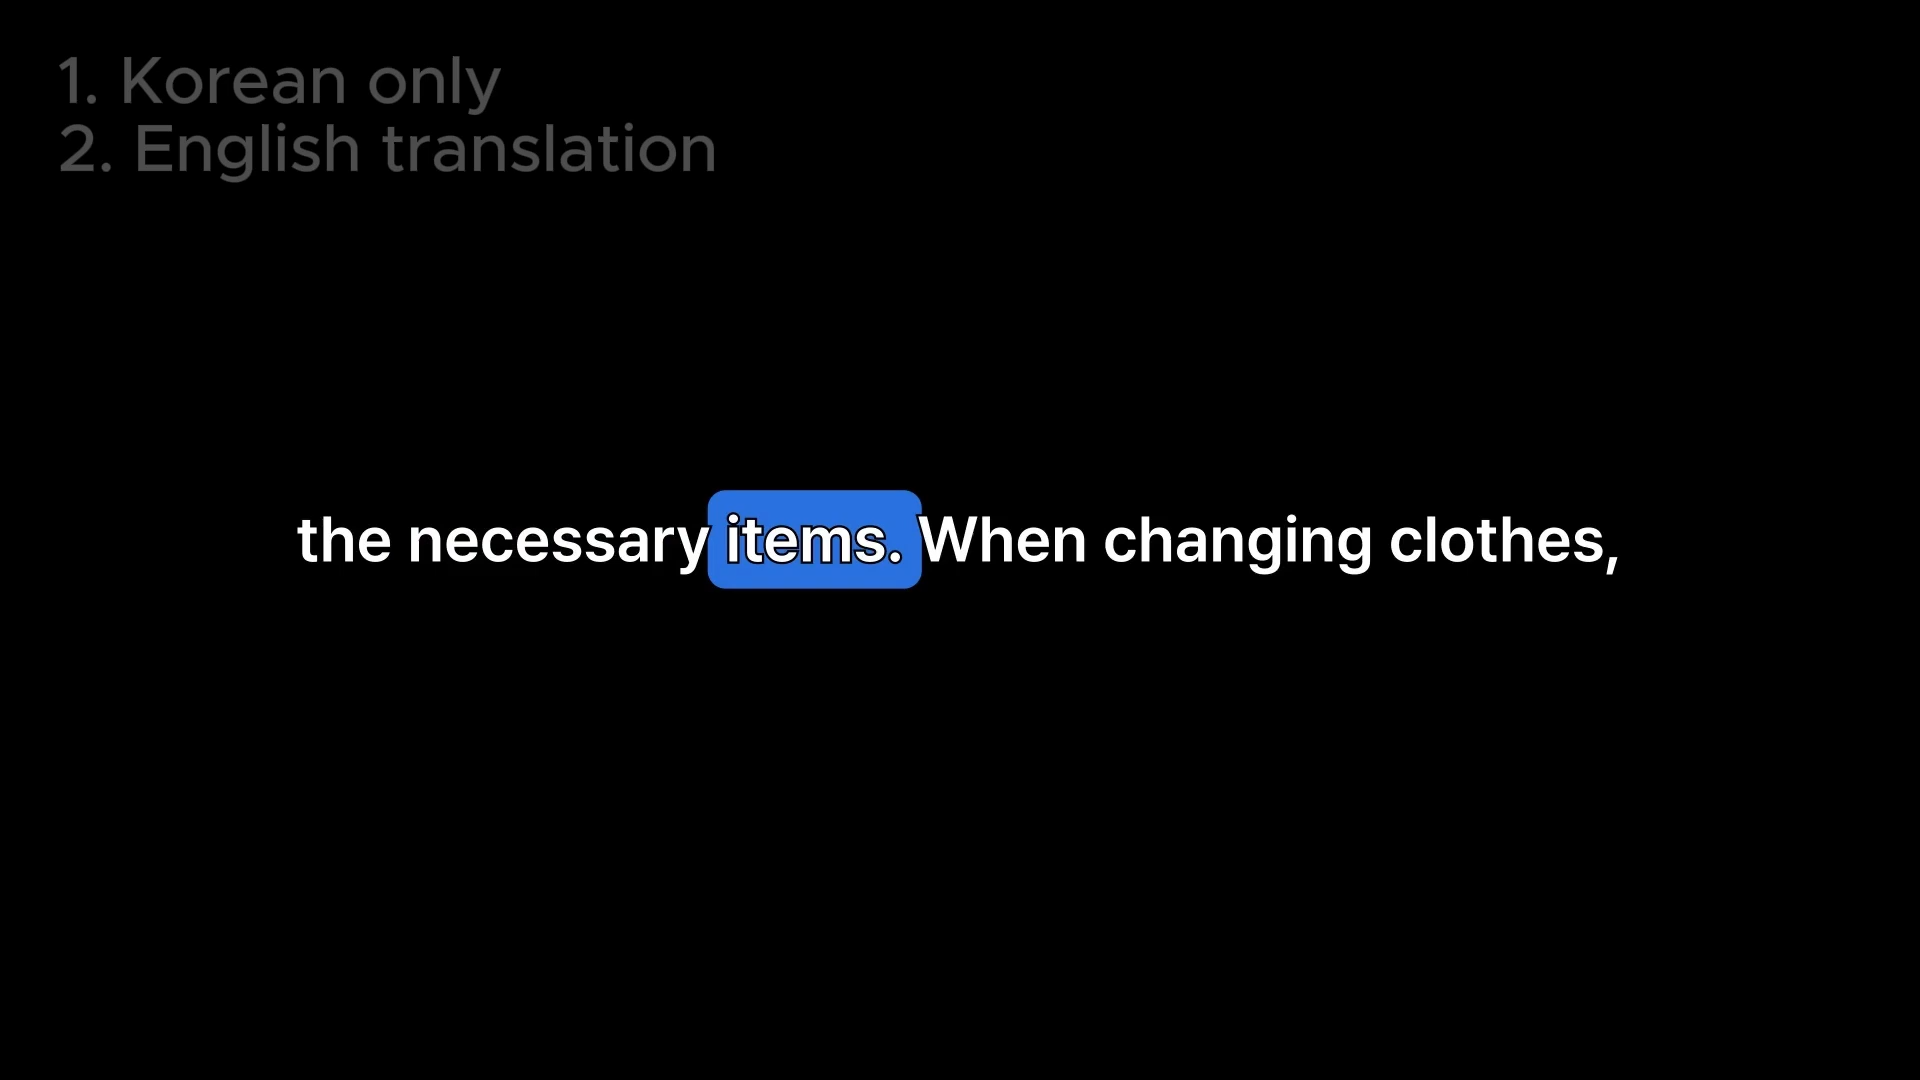 1. Korean only
2. English translation
the necessary items. When changing clothes,